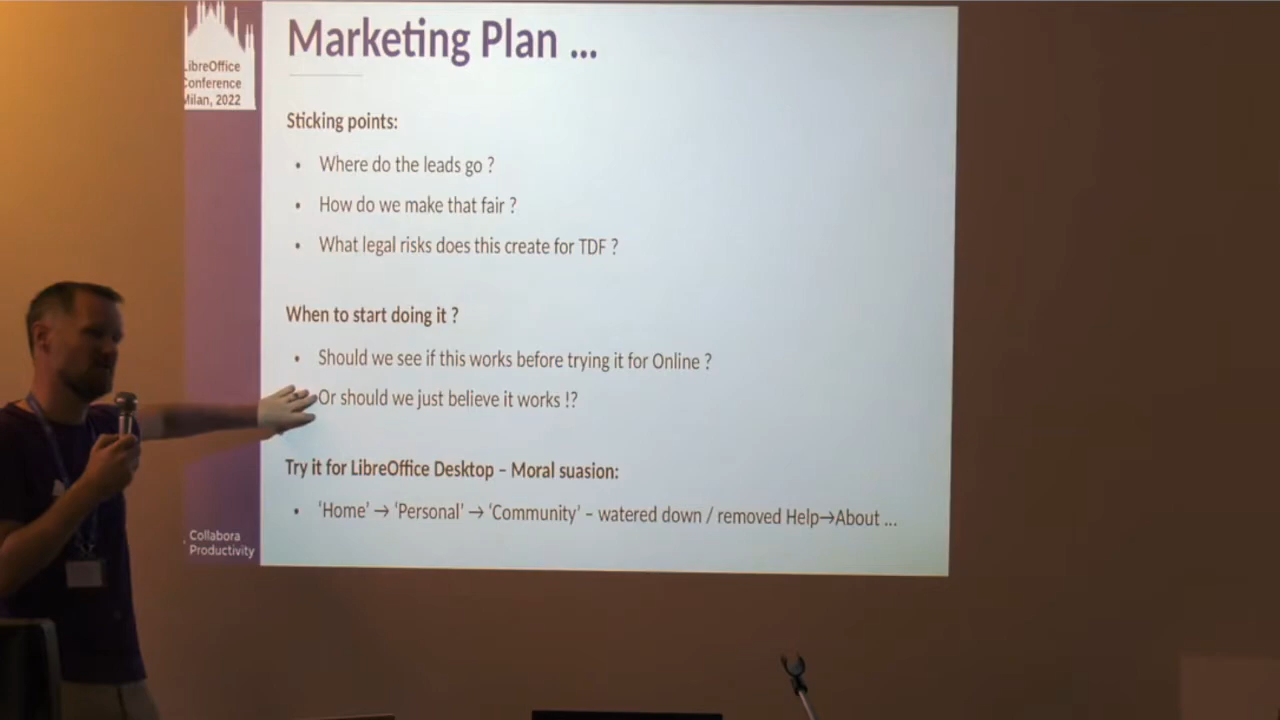 Marketing Plan ...
LibreOffice
Conference
Milan, 2022
Sticking points:
• Where do the leads go ?
• How do we make that fair ?
• What legal risks does this create for TDF ?
When to start doing it ?
• Should we see if this works before trying it for Online ?
Or should we just believe it works !?
Try it for LibreOffice Desktop – Moral suasion:
• ‘Home’ → ‘Personal’ → ‘Community’ – watered down / removed Help→About ...
Collabora
Productivity